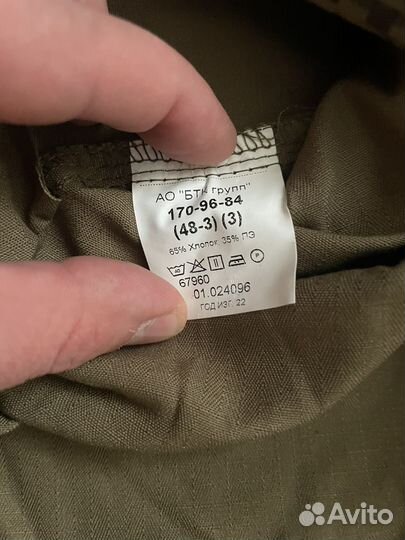 АО "БТК Групп"
170-96-84
(48-3) (3)
65% Хлопок, 35% ПЭ
40
P
67960
01.024096
ГОД ИЗГ. 22
Avito